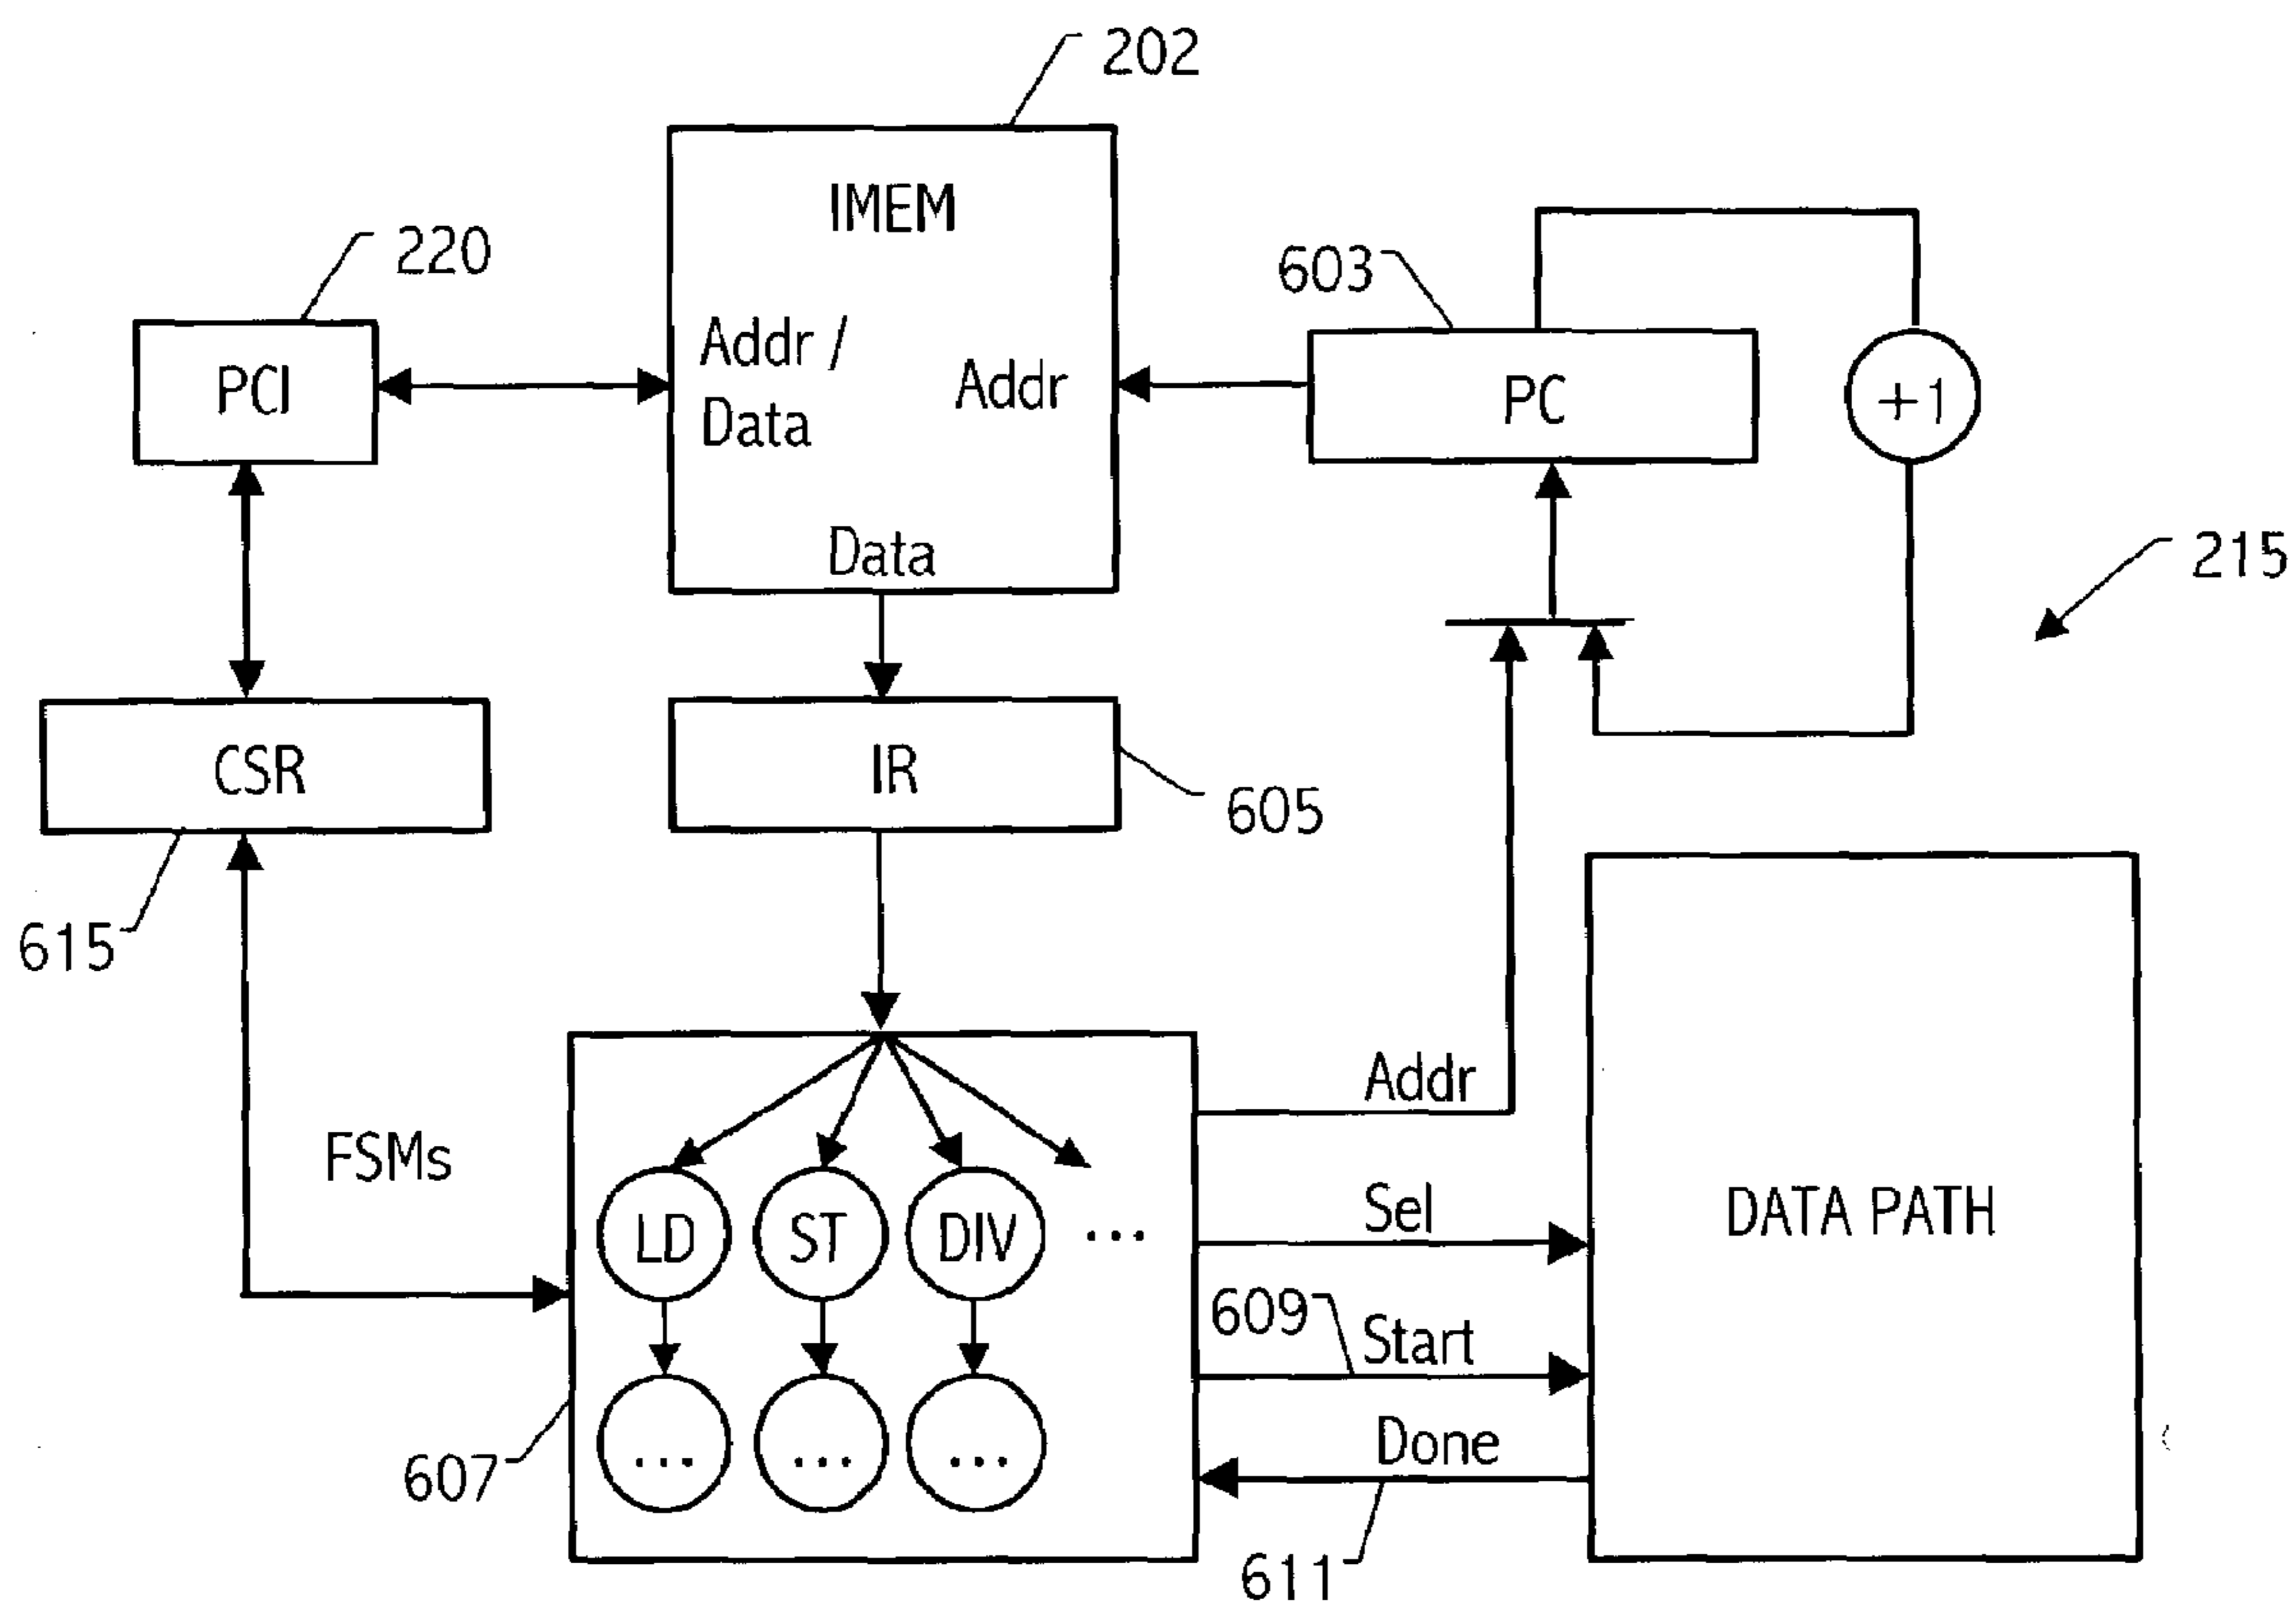 202
IMEM
220
603
Addr /
Data
Addr
PCI
PC
+1
Data
215
CSR
IR
605
615
Addr
FSMs
Sel
LD
ST
DIV
...
DATA PATH
609
Start
Done
607
...
...
...
611